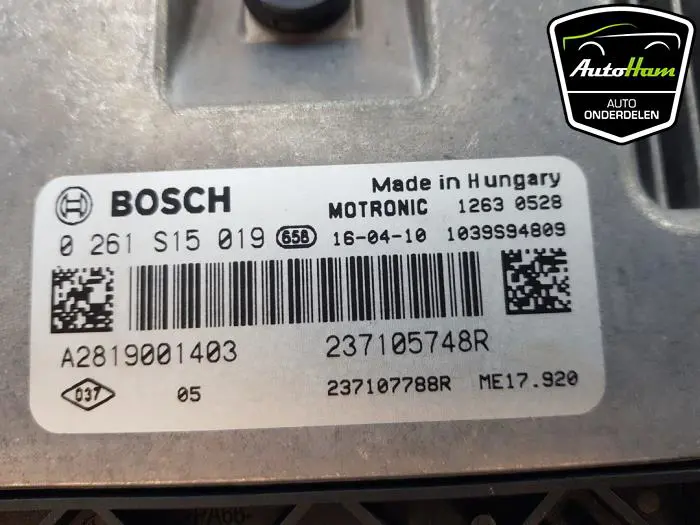 AutoHam
AUTO
ONDERDELEN
BOSCH
Made in Hungary
MOTRONIC 1263 0528
0 261 S15 019 658 16-04-10 1039S94809
A2819001403 237105748R
037 05 237107788R ME17.920